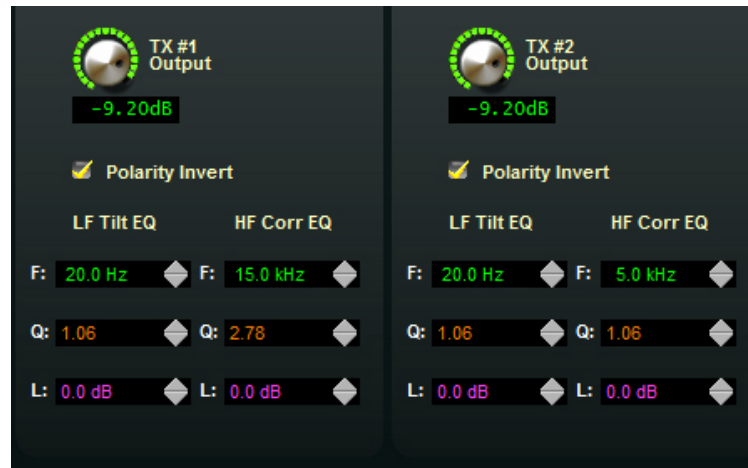 TX #1
Output
-9.20dB
Polarity Invert
LF Tilt EQ HF Corr EQ
F: 20.0 Hz F: 15.0 kHz
Q: 1.06 Q: 2.78
L: 0.0 dB L: 0.0 dB
TX #2
Output
-9.20dB
Polarity Invert
LF Tilt EQ HF Corr EQ
F: 20.0 Hz F: 5.0 kHz
Q: 1.06 Q: 1.06
L: 0.0 dB L: 0.0 dB